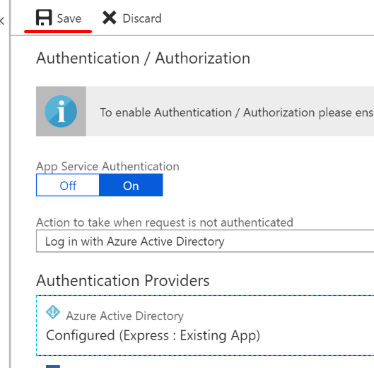 Save Discard
Authentication / Authorization
To enable Authentication / Authorization please ens
App Service Authentication
Off On
Action to take when request is not authenticated
Log in with Azure Active Directory
Authentication Providers
Azure Active Directory
Configured (Express : Existing App)